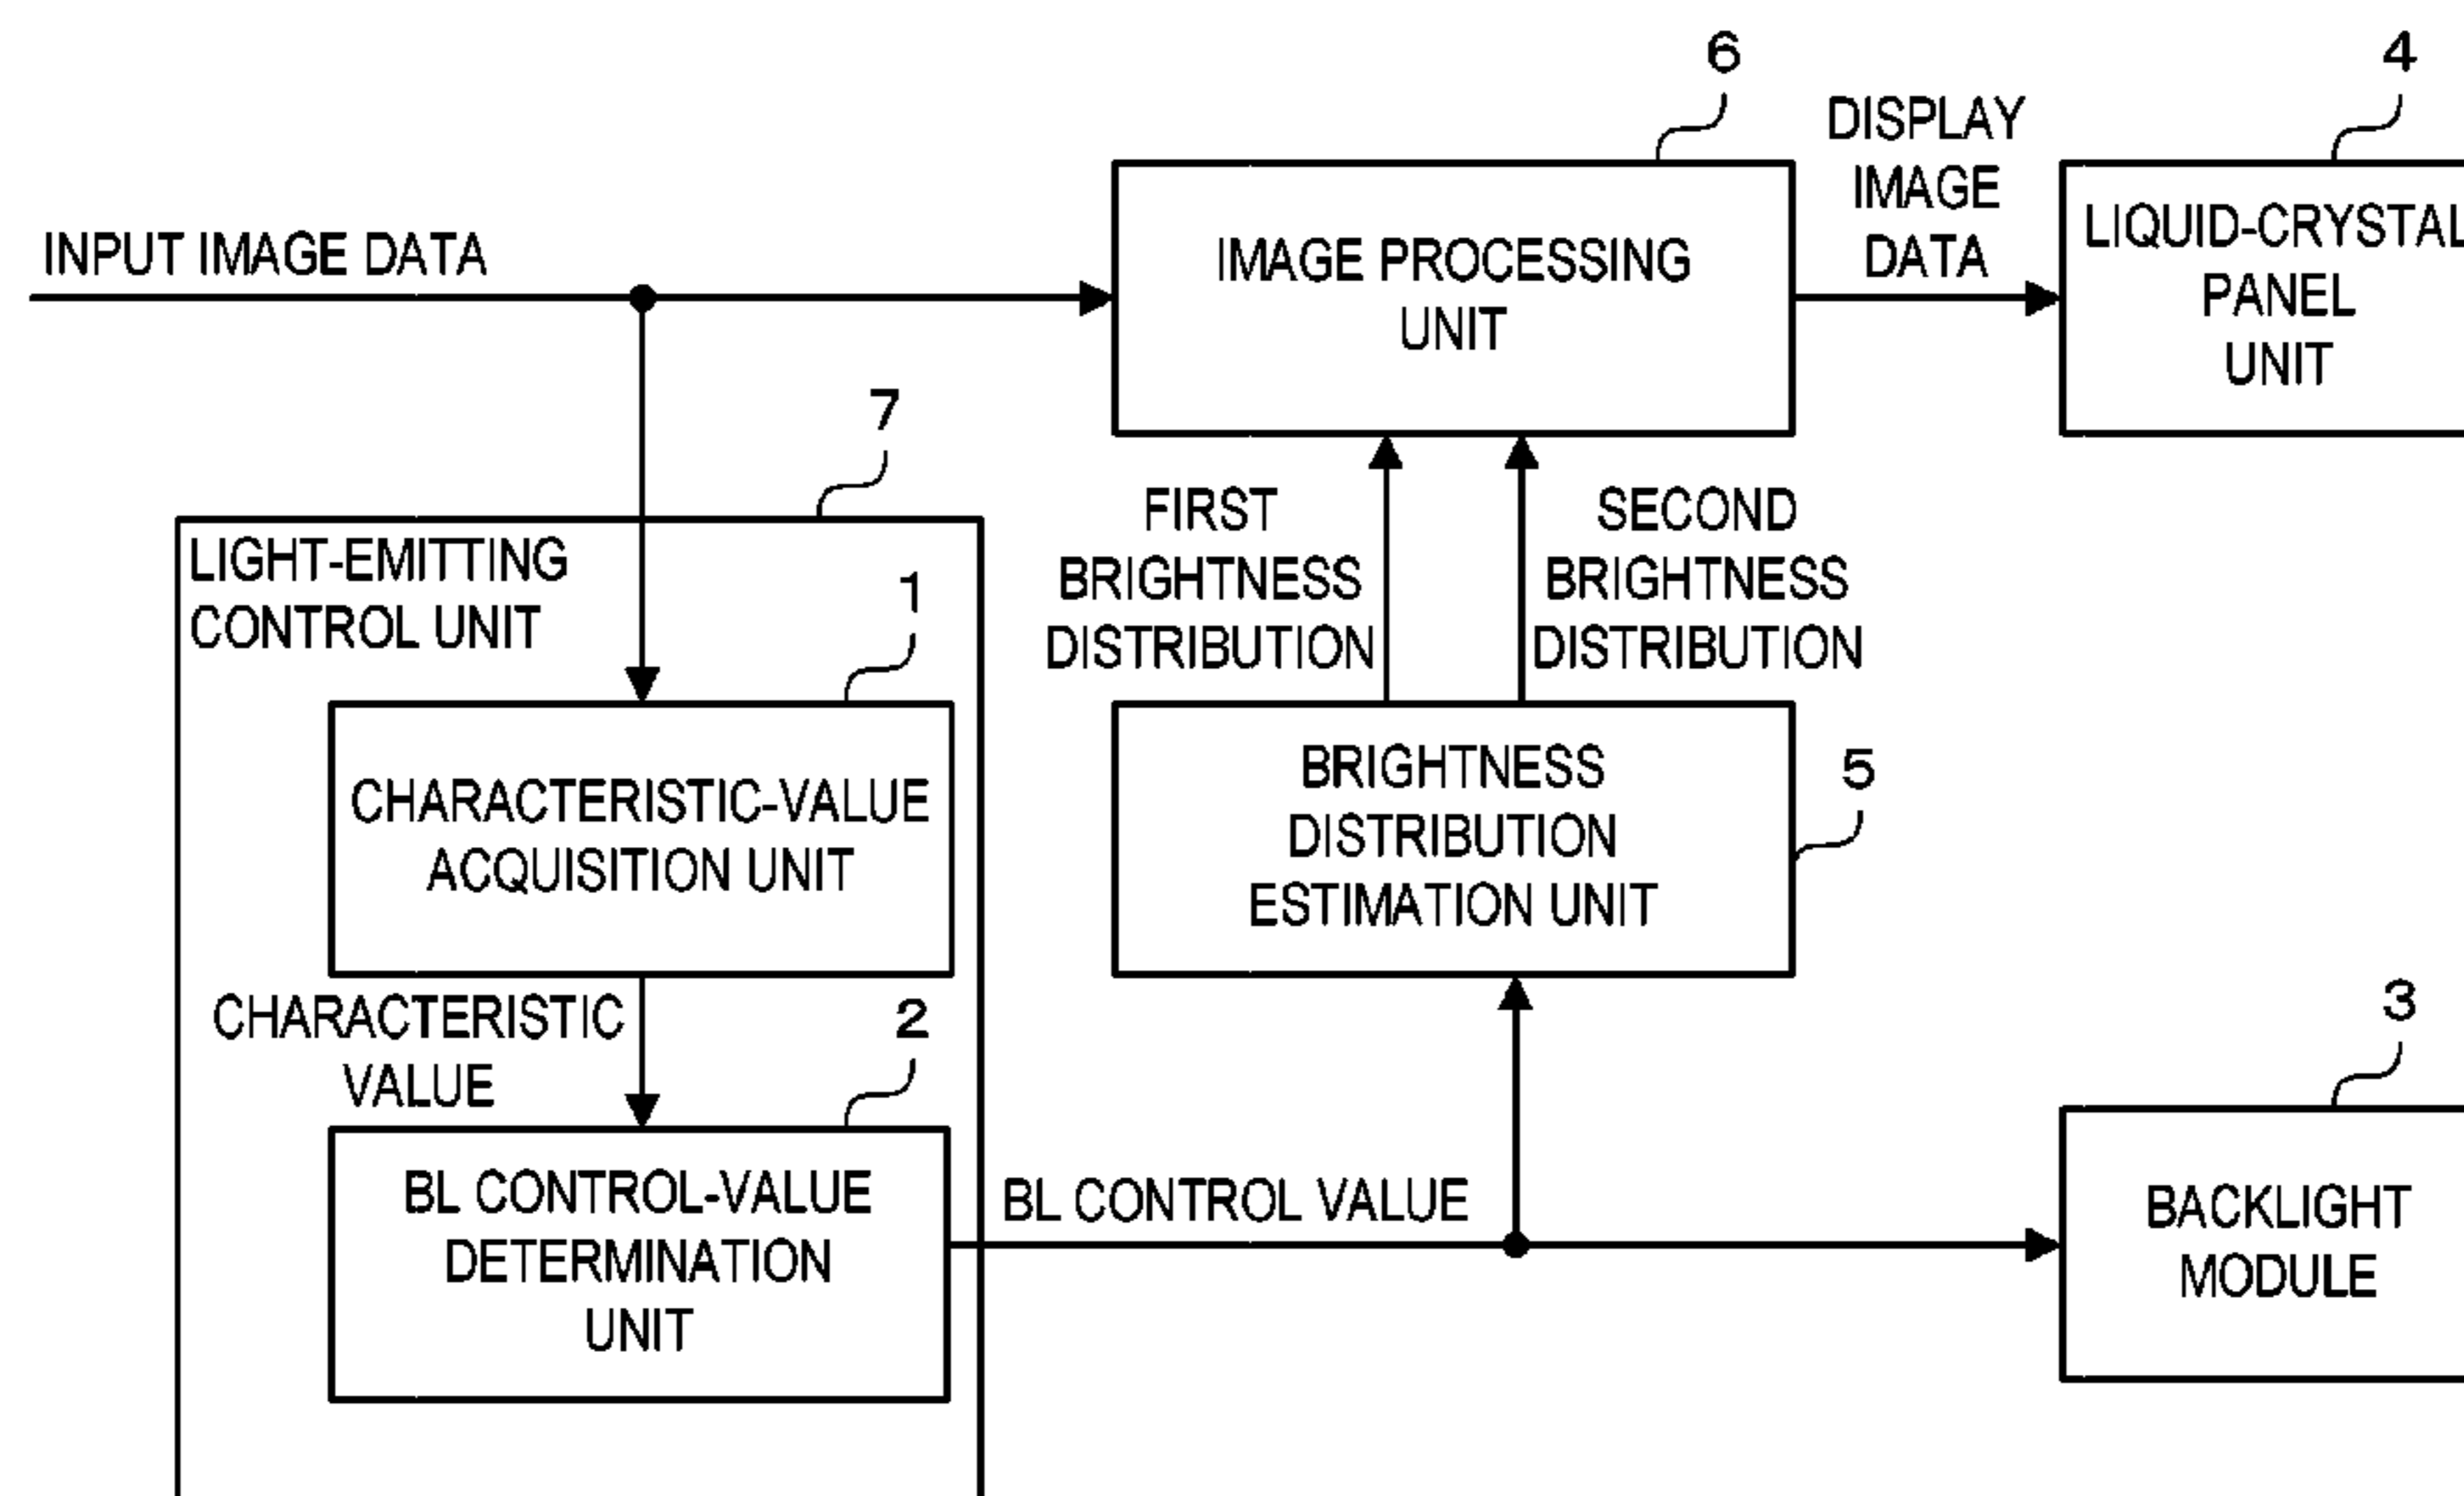 6
4
DISPLAY
IMAGE
DATA
INPUT IMAGE DATA
IMAGE PROCESSING
UNIT
LIQUID-CRYSTAL
PANEL
UNIT
7
LIGHT-EMITTING
CONTROL UNIT
FIRST
BRIGHTNESS
DISTRIBUTION
SECOND
BRIGHTNESS
DISTRIBUTION
1
CHARACTERISTIC-VALUE
ACQUISITION UNIT
BRIGHTNESS
DISTRIBUTION
ESTIMATION UNIT
5
CHARACTERISTIC
VALUE
2
3
BL CONTROL-VALUE
DETERMINATION
UNIT
BL CONTROL VALUE
BACKLIGHT
MODULE